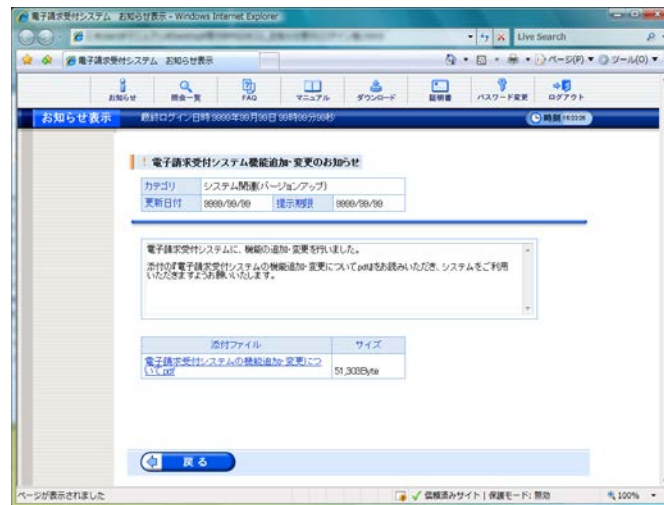 電子請求受付システム お知らせ表示 - Windows Internet Explorer
Live Search
電子請求受付システム お知らせ表示
ページ(P) ツール(O)
お知らせ 照会一覧 FAQ マニュアル ダウンロード 証明書 パスワード変更 ログアウト
お知らせ表示 最終ログイン日時 9999年99月99日 99時99分99秒 時刻
! 電子請求受付システム機能追加・変更のお知らせ
カテゴリ システム関連(バージョンアップ)
更新日付 9999/99/99 掲示期限 9999/99/99
電子請求受付システムに、機能の追加・変更を行いました。
添付の『電子請求受付システムの機能追加・変更についてpdf』をお読みいただき、システムをご利用
いただきますようお願いいたします。
添付ファイル サイズ
電子請求受付システムの機能追加・変更につ
いて.pdf 51,303Byte
戻る
ページが表示されました 信頼済みサイト | 保護モード: 無効 100%